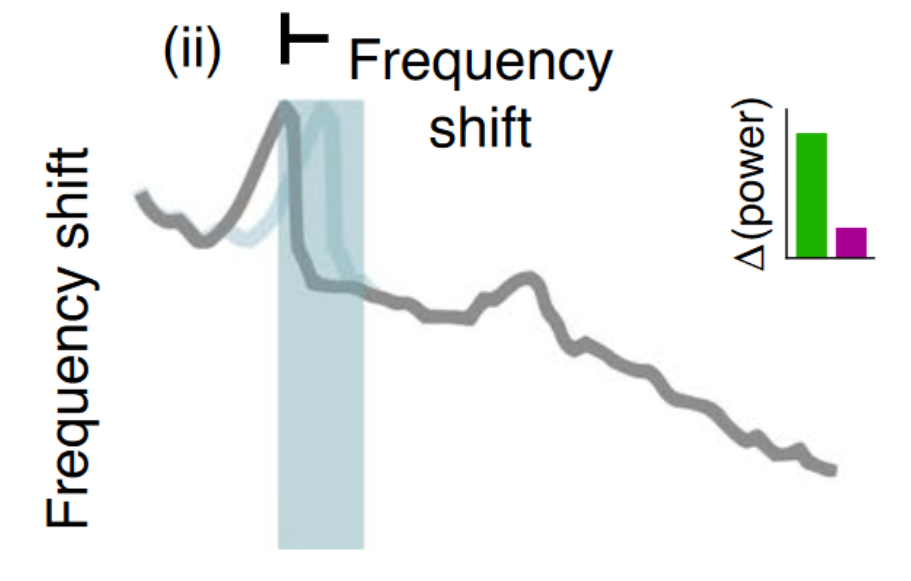 (ii)
Frequency
shift
Frequency shift
Δ(power)